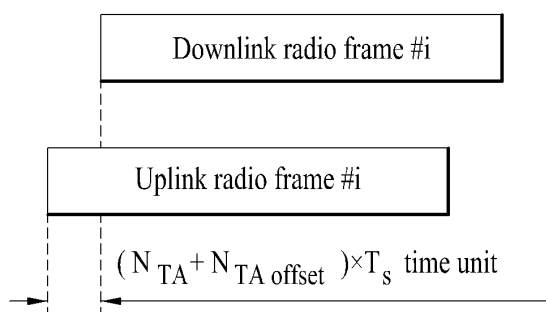 Downlink radio frame #i
Uplink radio frame #i
(N TA + N TA offset )×T s time unit